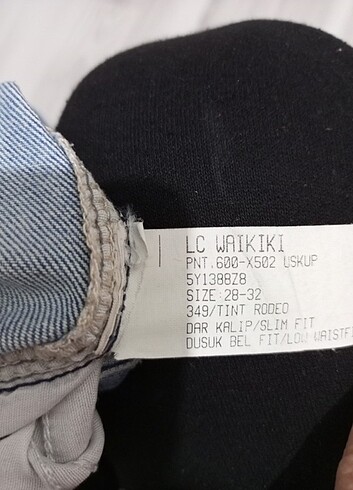 LC WAIKIKI
PNT.600-X502 USKUP
5Y1388Z8
SIZE:28-32
349/TINT RODEO
DAR KALIP/SLIM FIT
DUSUK BEL FIT/LOW WAISTFI